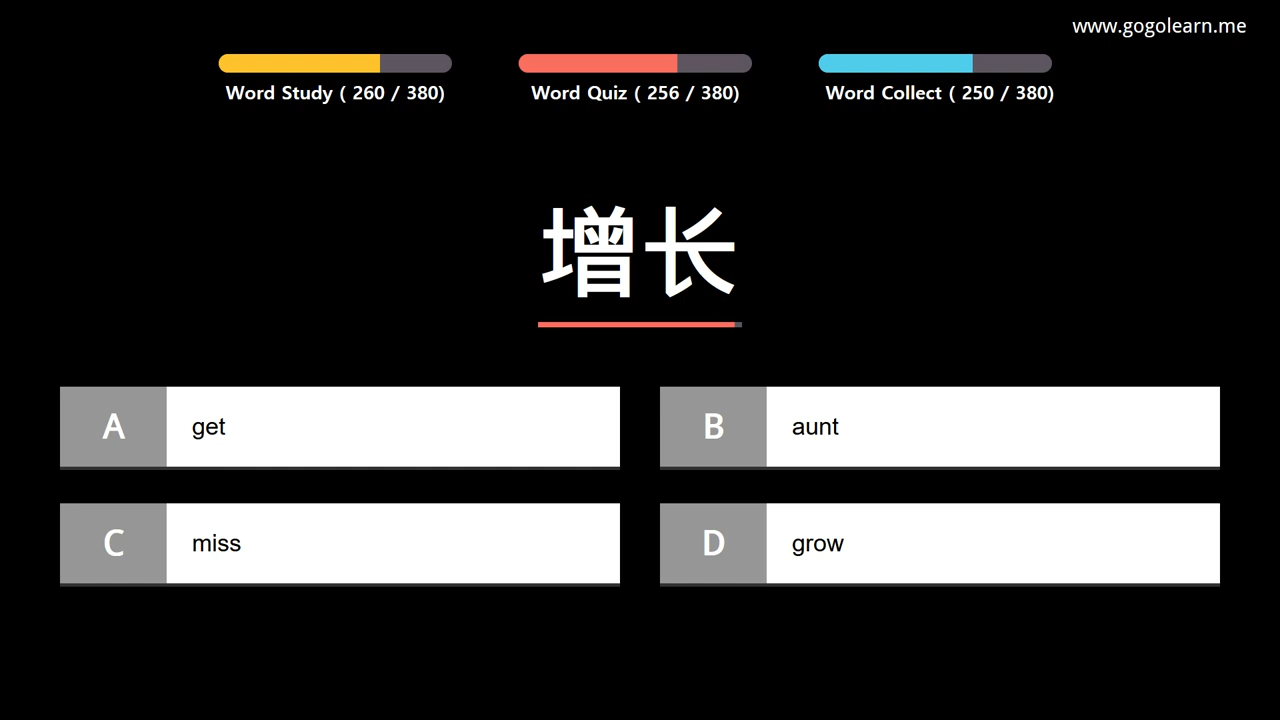 www.gogolearn.me
Word Study ( 260 / 380)
Word Quiz ( 256 / 380)
Word Collect ( 250 / 380)
增长
A get
B aunt
C miss
D grow